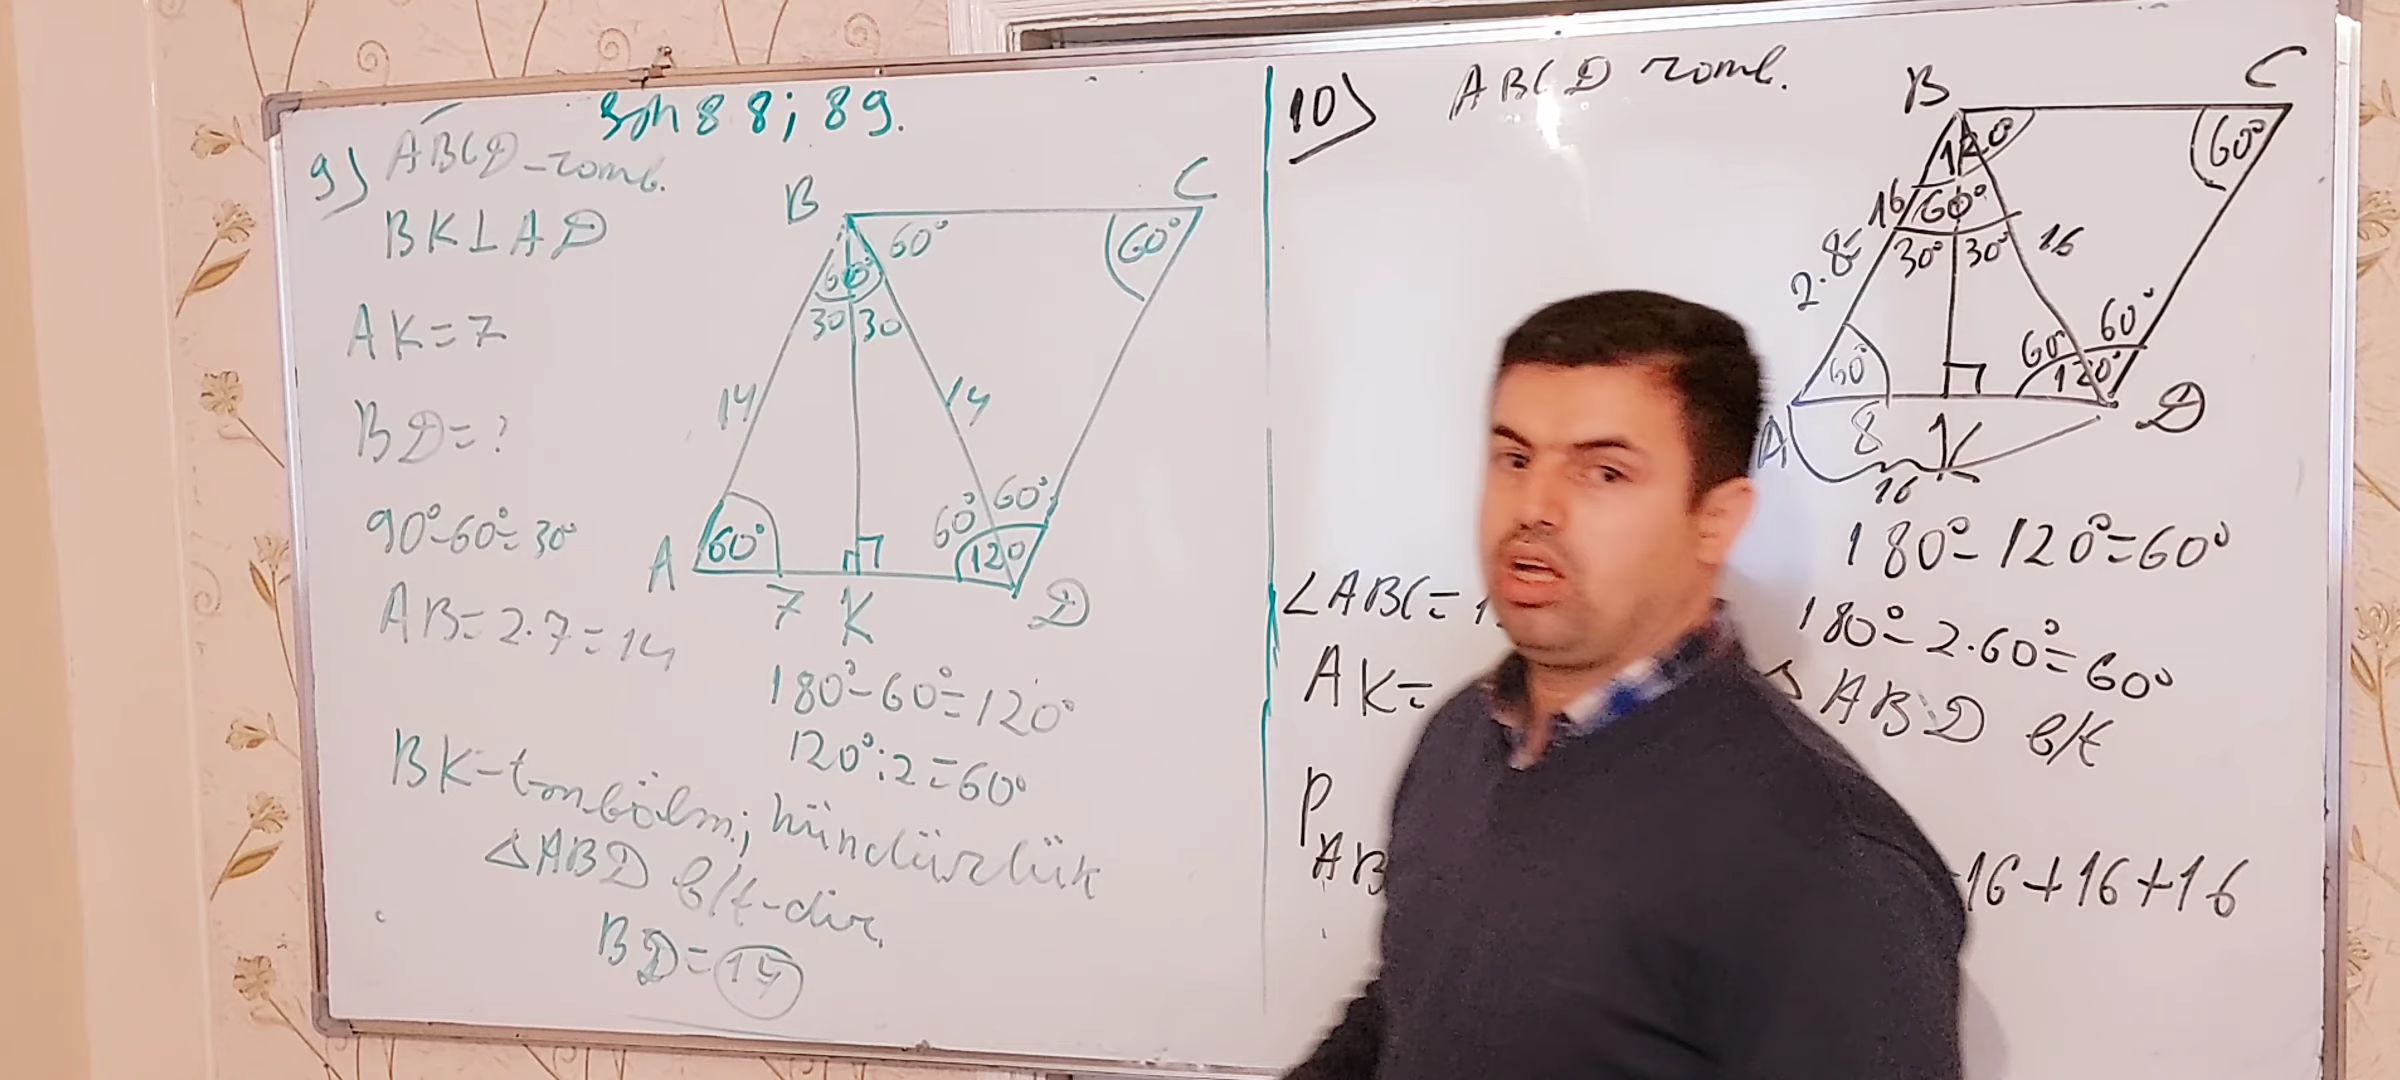 Səh 88; 89.
9) ABCD-romb.
BK⊥AD
AK=7
BD=?
90°-60°=30°
AB=2.7=14
B
C
60°
60°
60°
30 30
14
14
60°
60°
60°
120
A
7
K
D
180°-60°=120°
120°:2=60°
BK-tənbölm; hündürlük
△ABD b/t-dir.
BD=14
10) ABCD romb.
B
C
120
60°
16
60°
30° 30°
16
2.8=
60°
60°
60°
120°
A
8
K
D
16
180°-120°=60°
∠ABC=1
180°-2.60°=60°
AK=
△ABD b/t
P
AB
16+16+16